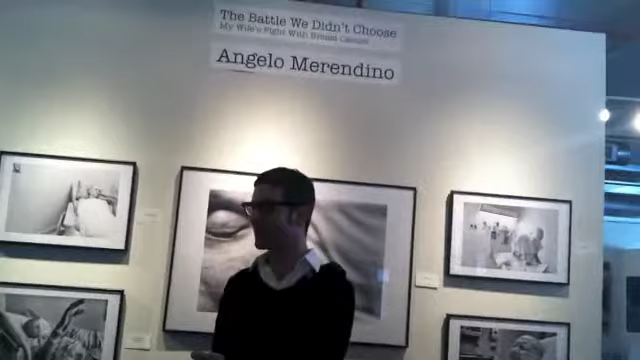 The Battle We Didn't Choose
My Wife's Fight With Breast Cancer
Angelo Merendino